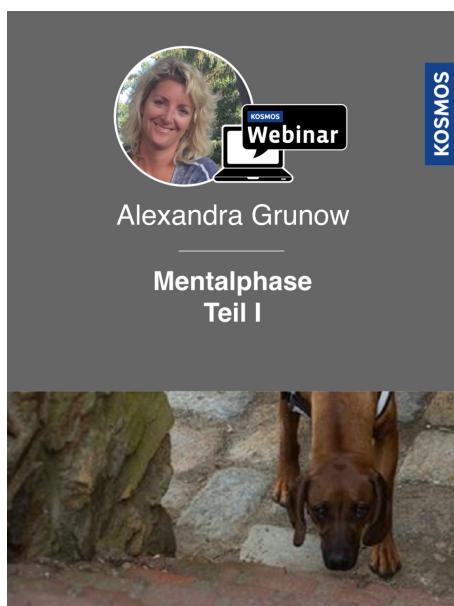 KOSMOS
Webinar
KOSMOS
Alexandra Grunow
Mentalphase
Teil I